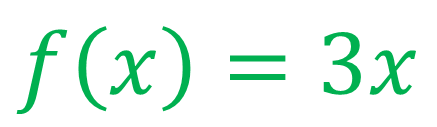 f(x) = 3x